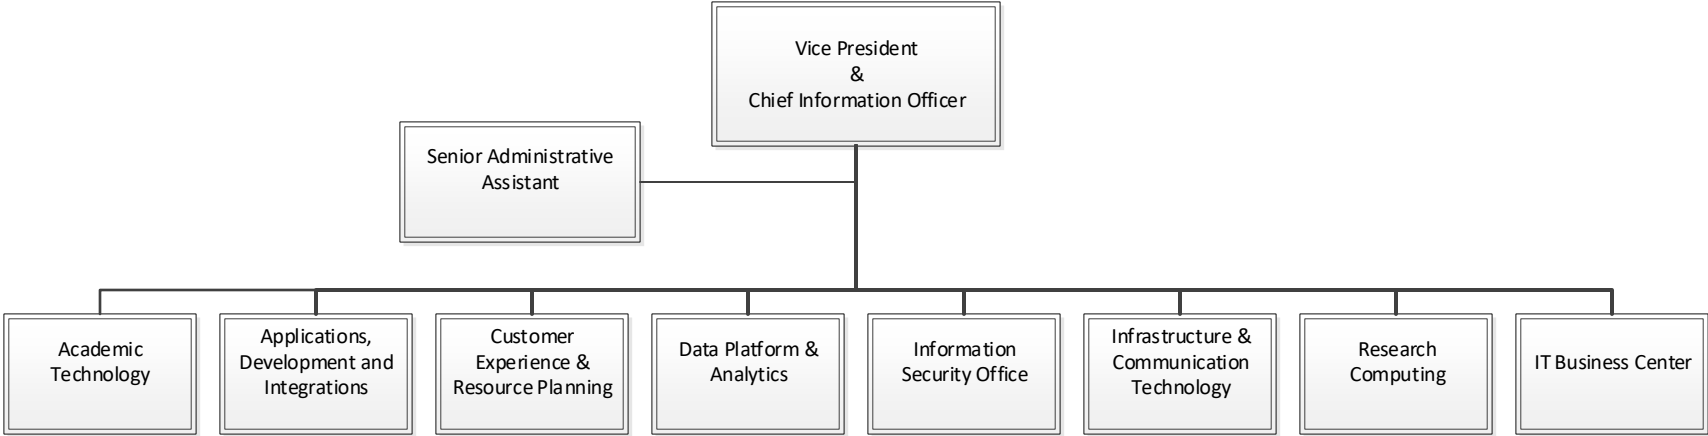 Vice President
&
Chief Information Officer
Senior Administrative
Assistant
Academic
Technology
Applications,
Development and
Integrations
Customer
Experience &
Resource Planning
Data Platform &
Analytics
Information
Security Office
Infrastructure &
Communication
Technology
Research
Computing
IT Business Center